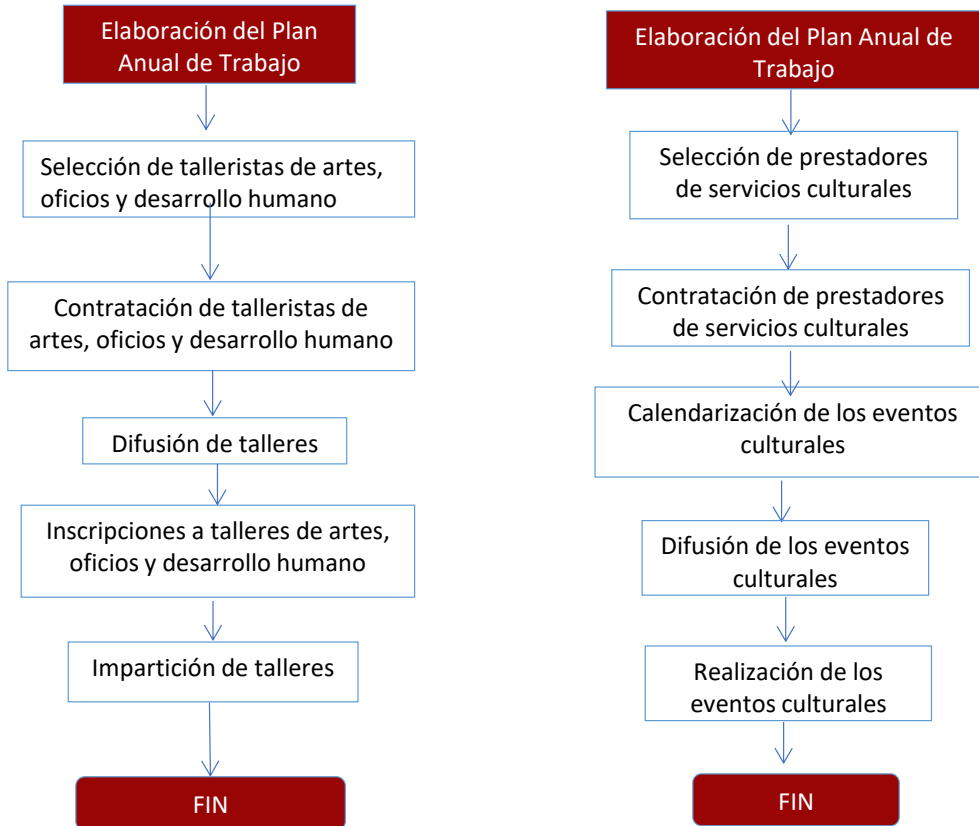 Elaboración del Plan
Anual de Trabajo
Selección de talleristas de artes,
oficios y desarrollo humano
Contratación de talleristas de
artes, oficios y desarrollo humano
Difusión de talleres
Inscripciones a talleres de artes,
oficios y desarrollo humano
Impartición de talleres
FIN
Elaboración del Plan Anual de
Trabajo
Selección de prestadores
de servicios culturales
Contratación de prestadores
de servicios culturales
Calendarización de los eventos
culturales
Difusión de los eventos
culturales
Realización de los
eventos culturales
FIN